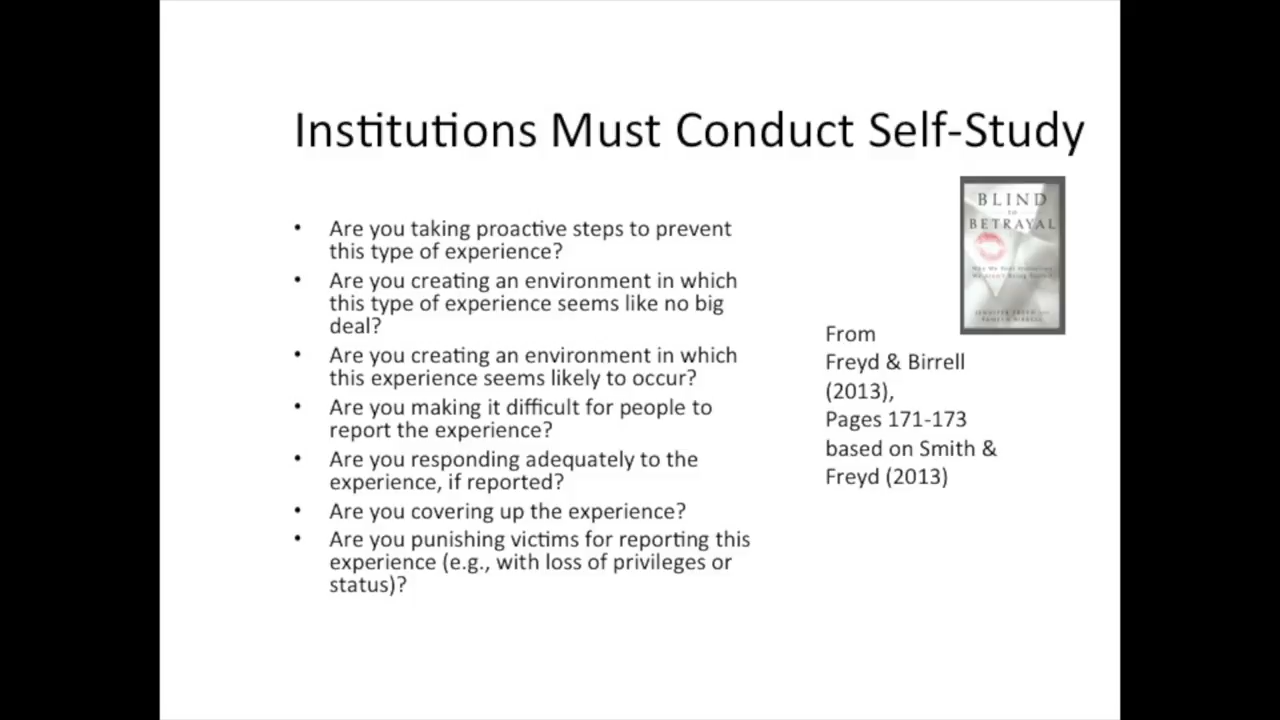 Institutions Must Conduct Self-Study
• Are you taking proactive steps to prevent
this type of experience?
• Are you creating an environment in which
this type of experience seems like no big
deal?
• Are you creating an environment in which
this experience seems likely to occur?
• Are you making it difficult for people to
report the experience?
• Are you responding adequately to the
experience, if reported?
• Are you covering up the experience?
• Are you punishing victims for reporting this
experience (e.g., with loss of privileges or
status)?
BLIND
to
BETRAYAL
From
Freyd & Birrell
(2013),
Pages 171-173
based on Smith &
Freyd (2013)